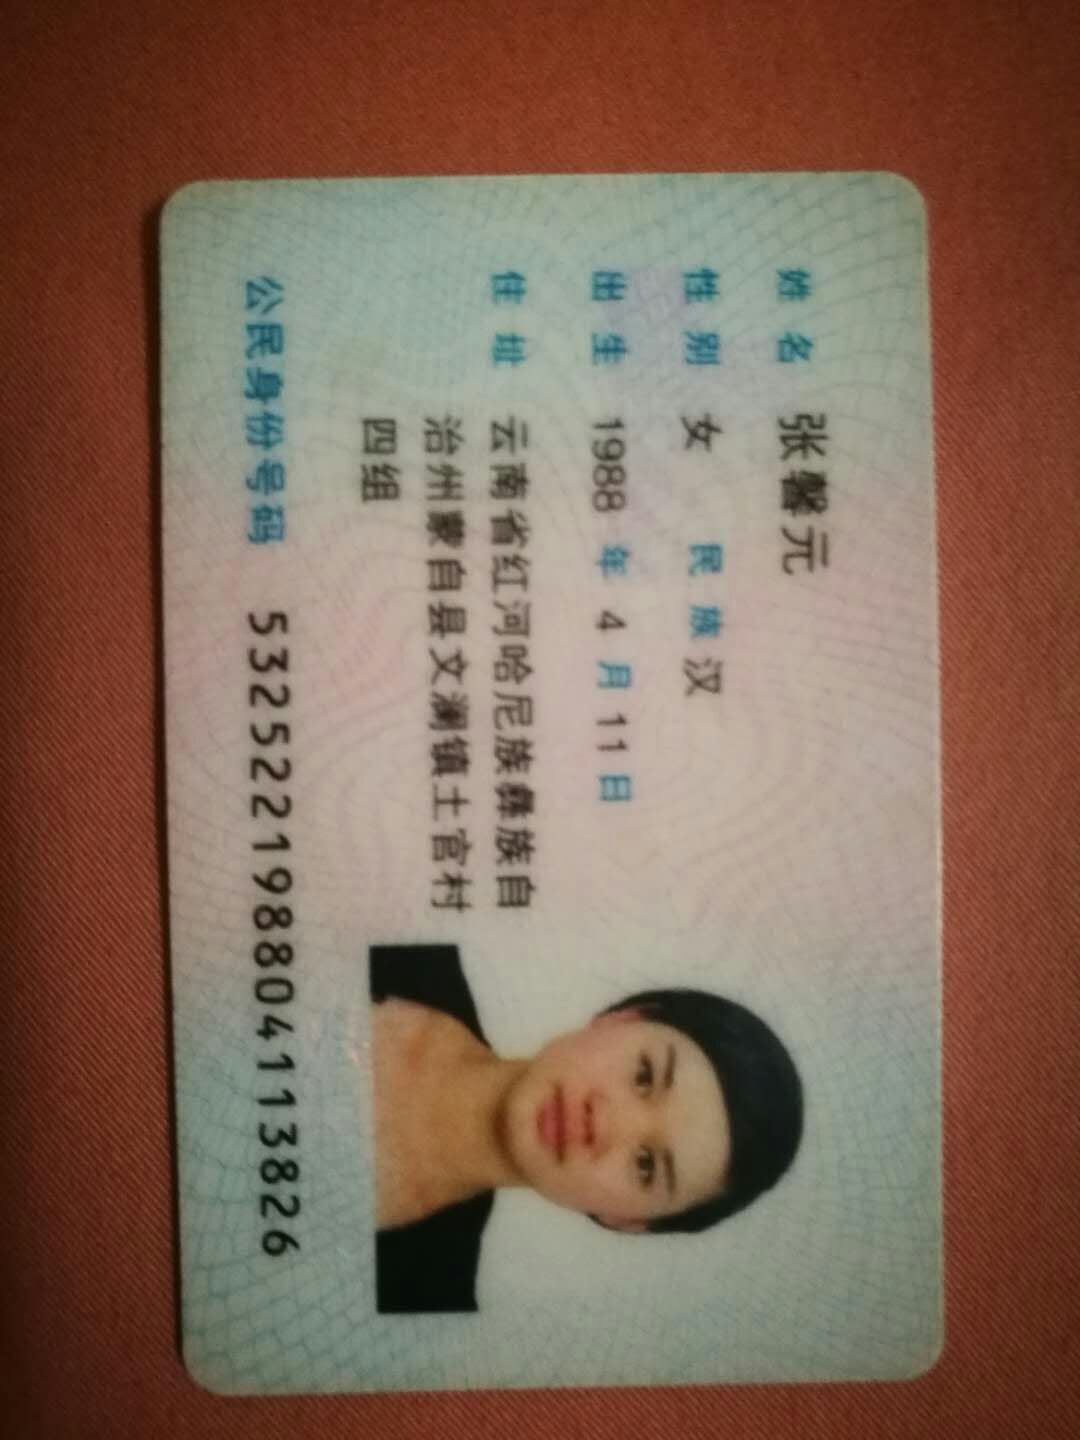 姓名 张馨元
性别 女 民族 汉
出生 1988 年 4 月 11 日
住址 云南省红河哈尼族彝族自
治州蒙自县文澜镇土官村
四组
公民身份号码 532522198804113826